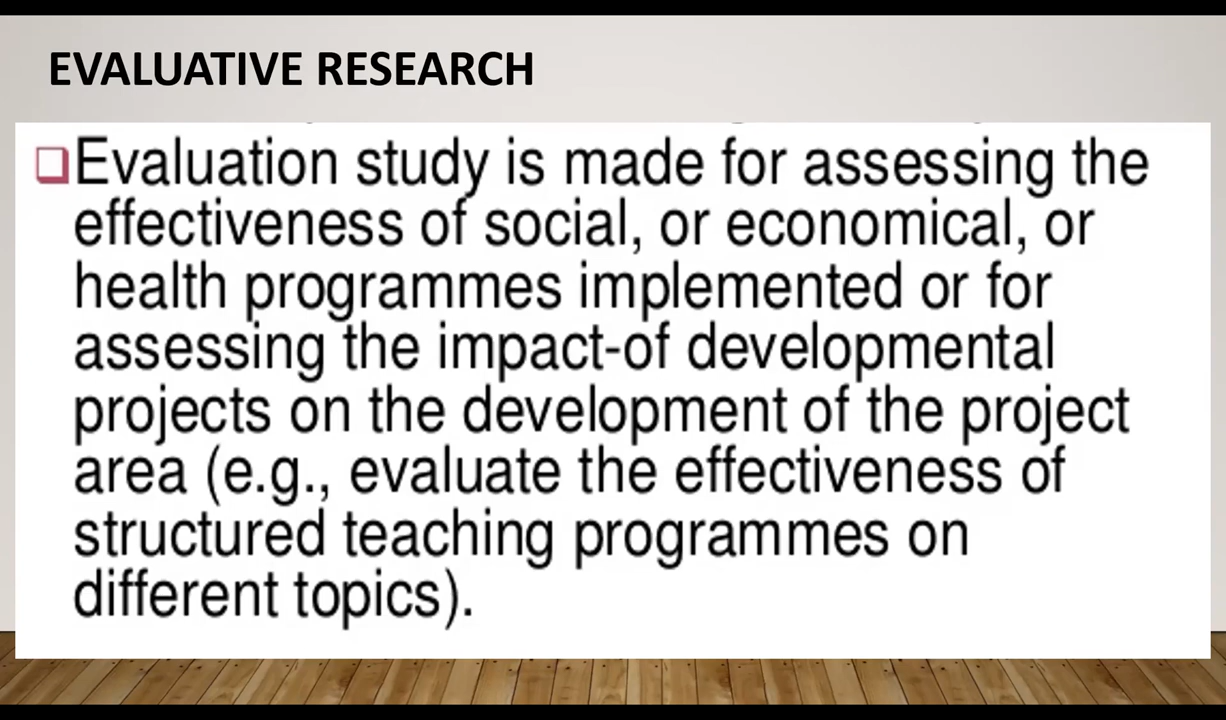 EVALUATIVE RESEARCH
Evaluation study is made for assessing the
effectiveness of social, or economical, or
health programmes implemented or for
assessing the impact-of developmental
projects on the development of the project
area (e.g., evaluate the effectiveness of
structured teaching programmes on
different topics).